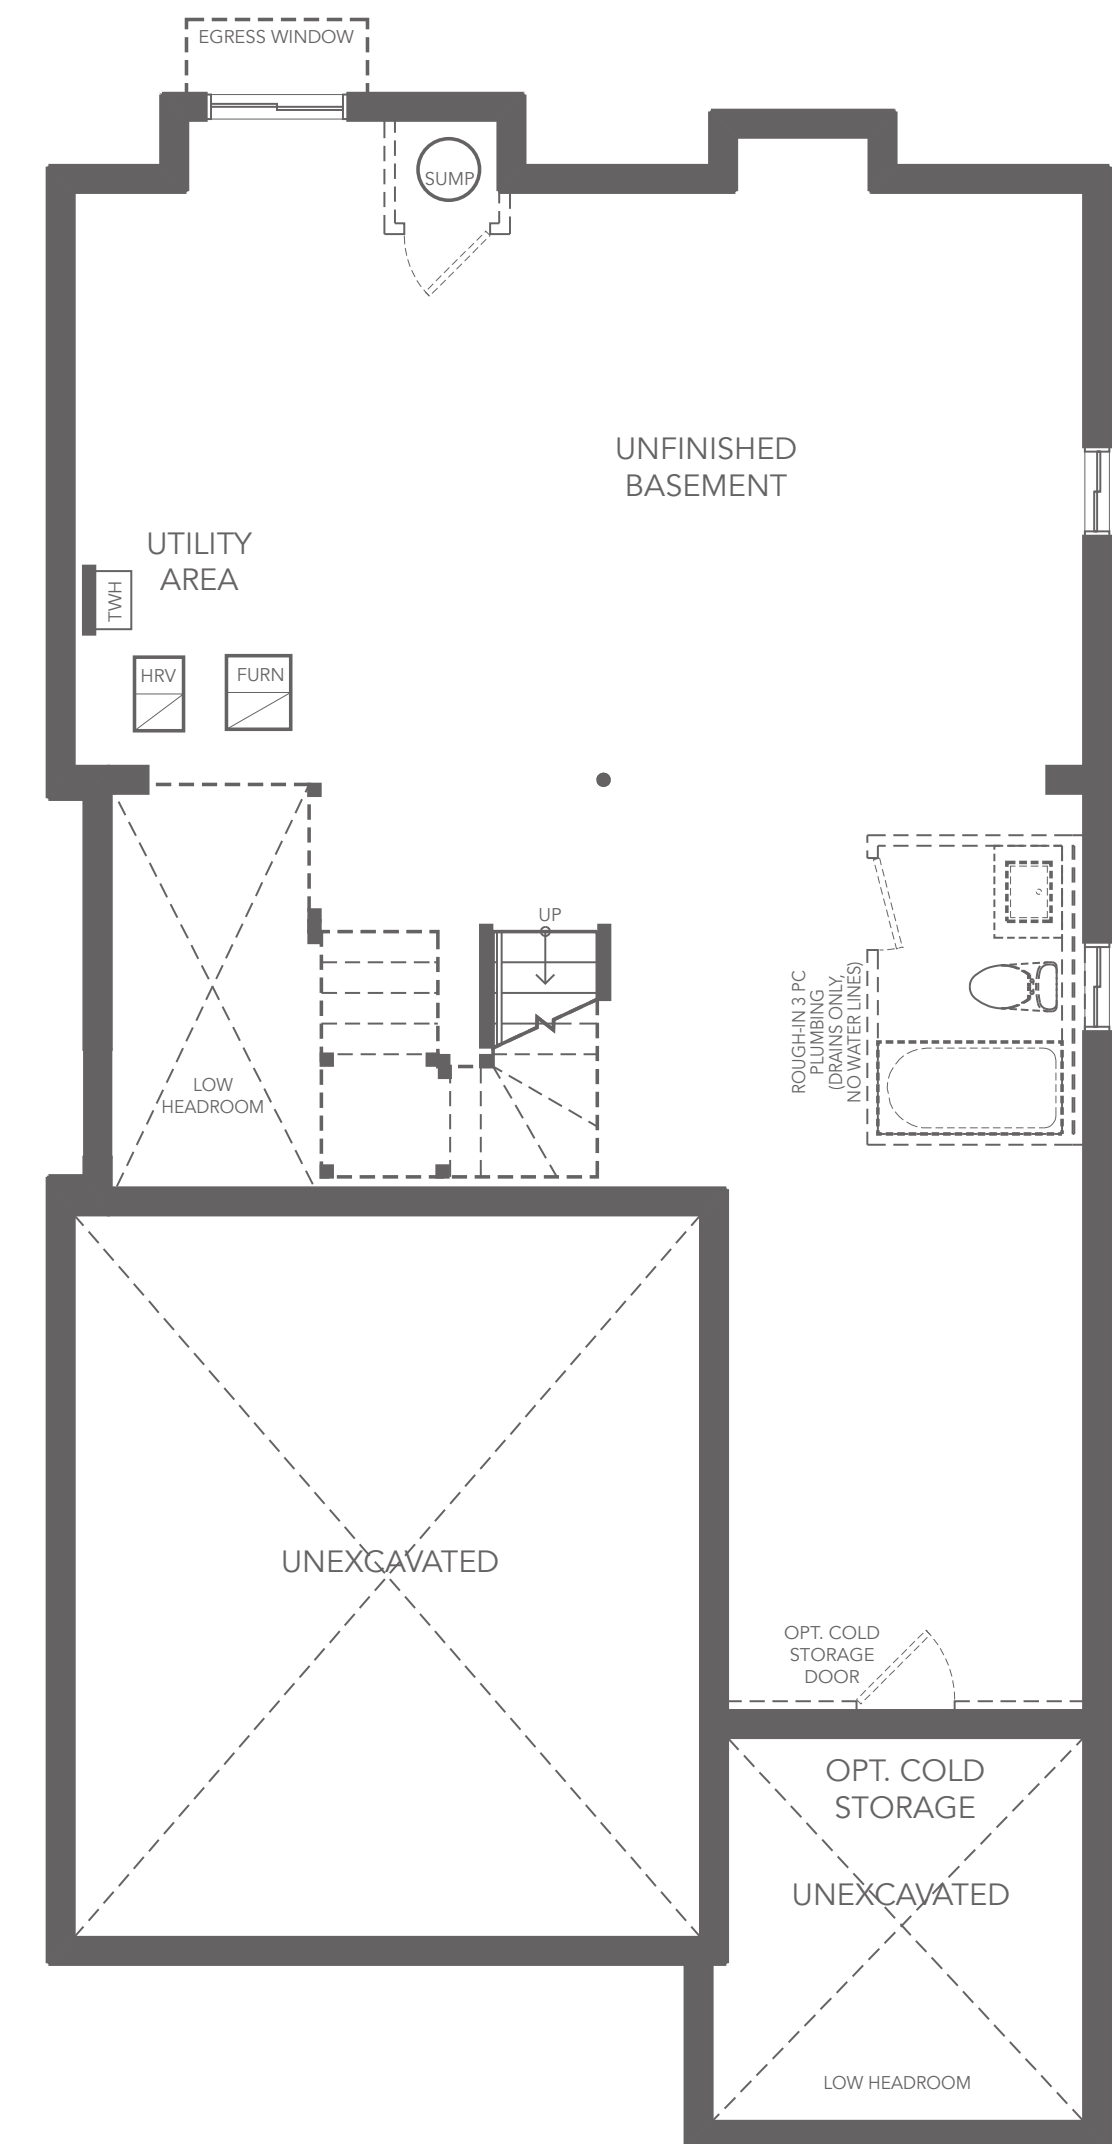 EGRESS WINDOW
SUMP
UNFINISHED
BASEMENT
UTILITY
AREA
TWH
HRV
FURN
UP
ROUGH-IN 3 PC
PLUMBING
(DRAINS ONLY,
NO WATER LINES)
LOW
HEADROOM
UNEXCAVATED
OPT. COLD
STORAGE
DOOR
OPT. COLD
STORAGE
UNEXCAVATED
LOW HEADROOM